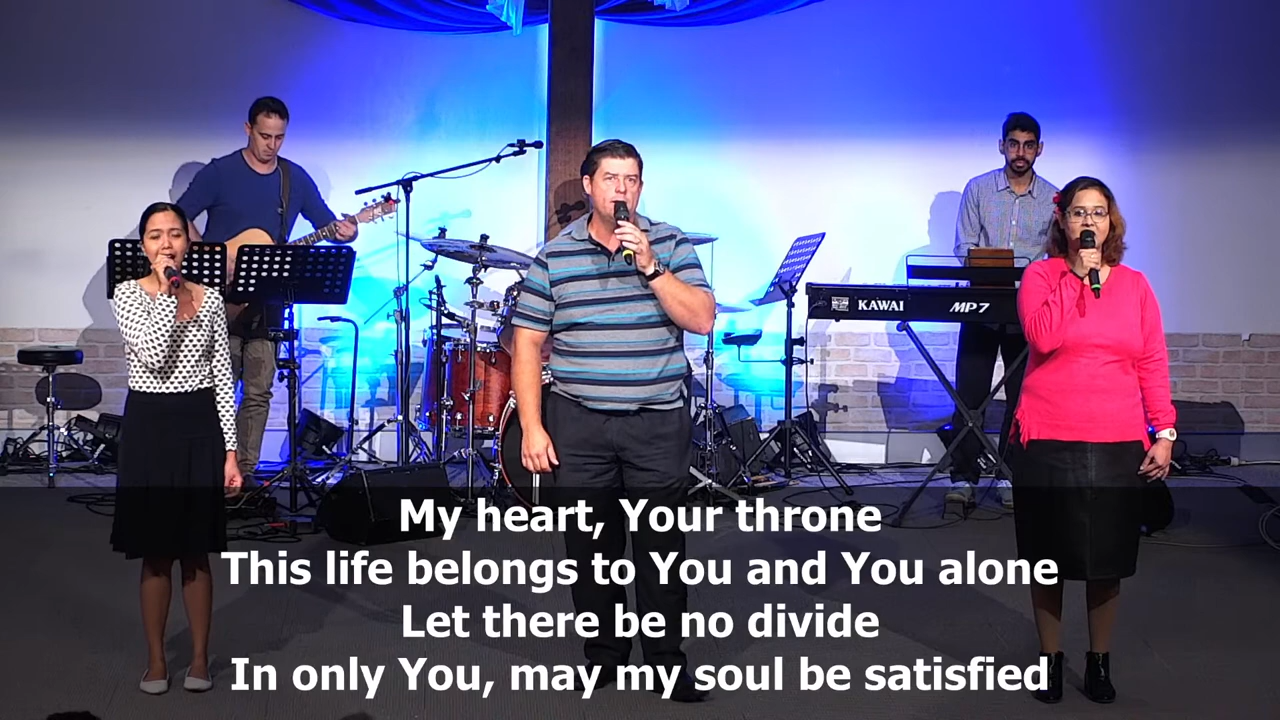 KAWAI
MP7
My heart, Your throne
This life belongs to You and You alone
Let there be no divide
In only You, may my soul be satisfied